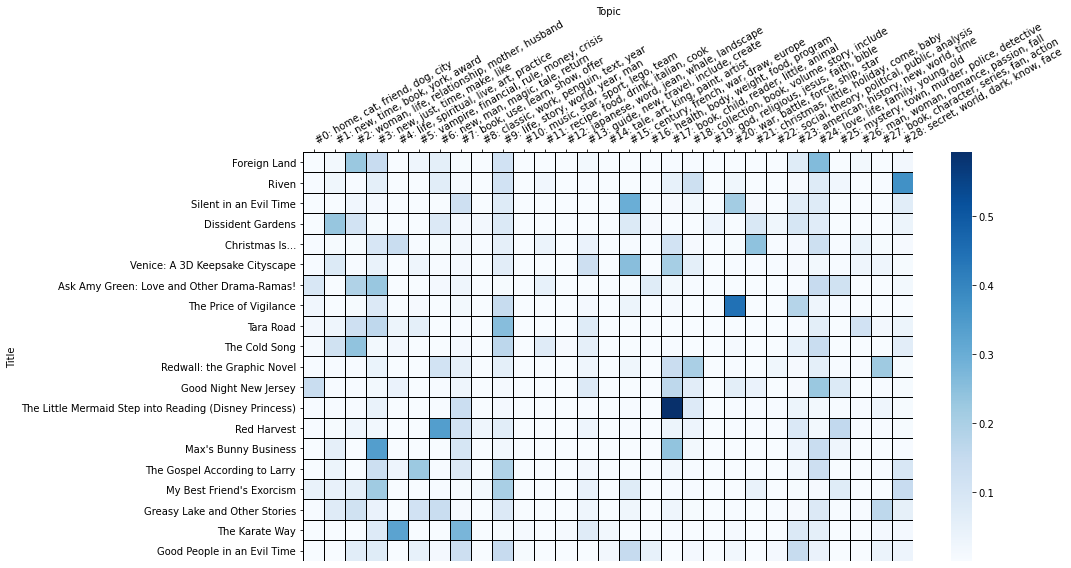 Topic
#0: home, cat, friend, dog, city
#1: new, time, book, york, award
#2: woman, life, relationship, mother, husband
#3: new, just, time, make, like
#4: life, spiritual, live, art, practice
#5: vampire, financial, rule, money, crisis
#6: new, man, magic, tale, return
#7: book, use, learn, show, offer
#8: classic, work, penguin, text, year
#9: life, story, world, year, man
#10: music, star, sport, lego, team
#11: recipe, food, drink, italian, cook
#12: japanese, word, jean, whale, landscape
#13: guide, new, travel, include, create
#14: tale, art, king, paint, artist
#15: century, french, war, draw, europe
#16: health, body, weight, food, program
#17: book, child, reader, little, animal
#18: collection, book, volume, story, include
#19: god, religious, jesus, faith, bible
#20: war, battle, force, ship, star
#21: christmas, little, holiday, come, baby
#22: social, theory, political, public, analysis
#23: american, history, new, world, time
#24: love, life, family, young, old
#25: mystery, town, murder, police, detective
#26: man, woman, romance, passion, fall
#27: book, character, series, fan, action
#28: secret, world, dark, know, face
Title
Foreign Land
Riven
Silent in an Evil Time
Dissident Gardens
Christmas Is...
Venice: A 3D Keepsake Cityscape
Ask Amy Green: Love and Other Drama-Ramas!
The Price of Vigilance
Tara Road
The Cold Song
Redwall: the Graphic Novel
Good Night New Jersey
The Little Mermaid Step into Reading (Disney Princess)
Red Harvest
Max's Bunny Business
The Gospel According to Larry
My Best Friend's Exorcism
Greasy Lake and Other Stories
The Karate Way
Good People in an Evil Time
0.5
0.4
0.3
0.2
0.1